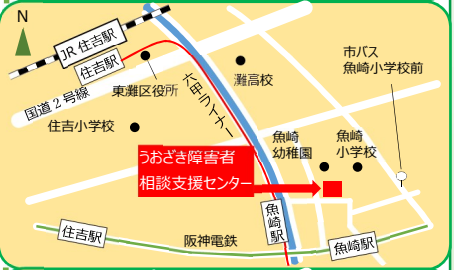 N
JR 住吉駅
住吉駅
国道2号線
東灘区役所
六甲ライナー
灘高校
市バス
魚崎小学校前
住吉小学校
魚崎
幼稚園
魚崎
小学校
うおざき障害者
相談支援センター
魚崎駅
住吉駅
阪神電鉄
魚崎駅